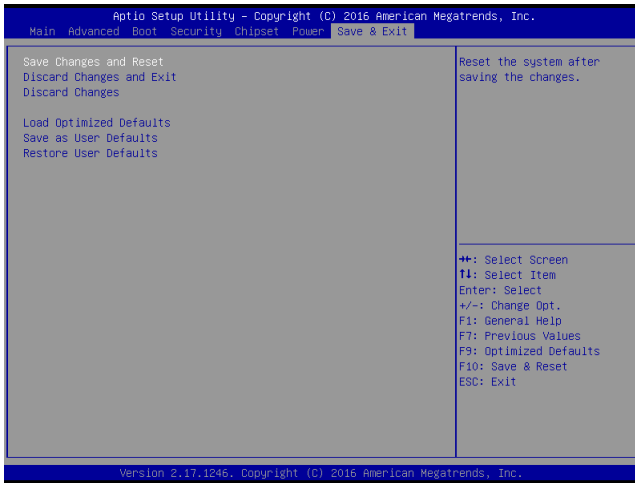 Aptio Setup Utility – Copyright (C) 2016 American Megatrends, Inc.
Main Advanced Boot Security Chipset Power Save & Exit
Save Changes and Reset
Discard Changes and Exit
Discard Changes
Load Optimized Defaults
Save as User Defaults
Restore User Defaults
Reset the system after
saving the changes.
→←: Select Screen
↑↓: Select Item
Enter: Select
+/-: Change Opt.
F1: General Help
F7: Previous Values
F9: Optimized Defaults
F10: Save & Reset
ESC: Exit
Version 2.17.1246. Copyright (C) 2016 American Megatrends, Inc.